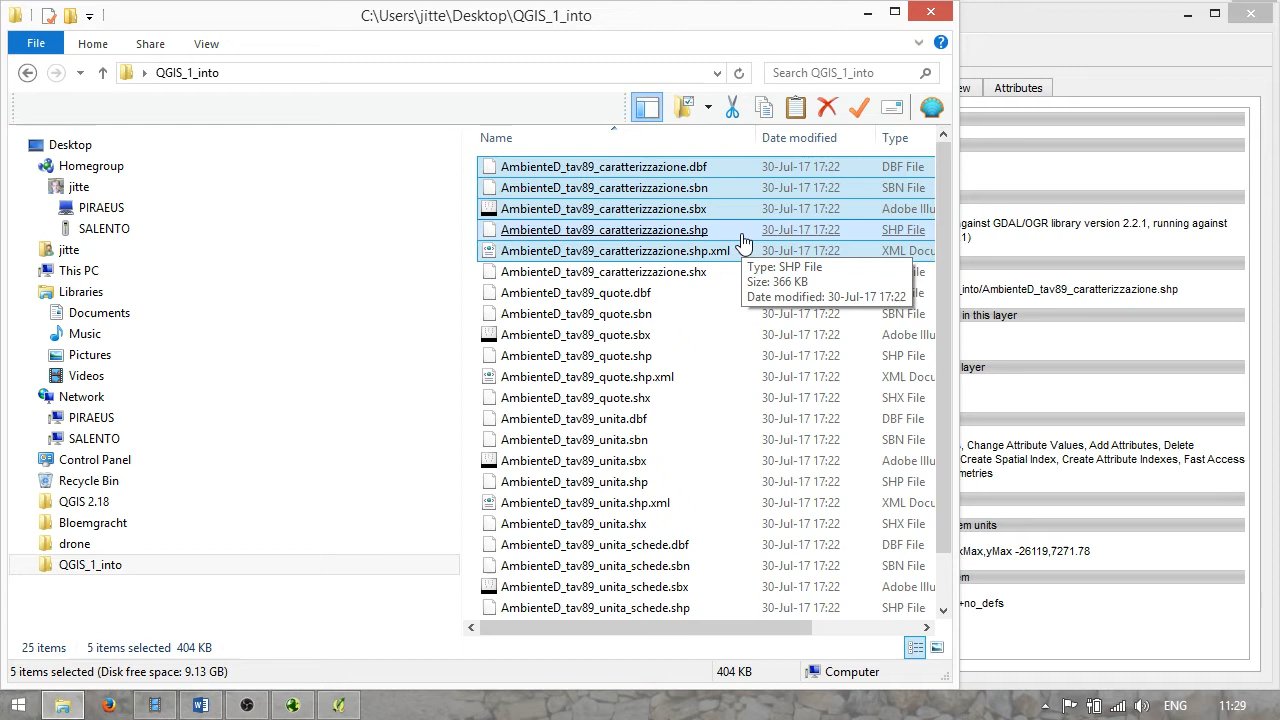 C:\Users\jitte\Desktop\QGIS_1_into
File Home Share View
QGIS_1_into
Search QGIS_1_into
Attributes
Name Date modified Type
Desktop
Homegroup
jitte
PIRAEUS
SALENTO
jitte
This PC
Libraries
Documents
Music
Pictures
Videos
Network
PIRAEUS
SALENTO
Control Panel
Recycle Bin
QGIS 2.18
Bloemgracht
drone
QGIS_1_into
AmbienteD_tav89_caratterizzazione.dbf 30-Jul-17 17:22 DBF File
AmbienteD_tav89_caratterizzazione.sbn 30-Jul-17 17:22 SBN File
AmbienteD_tav89_caratterizzazione.sbx 30-Jul-17 17:22 Adobe Illu
AmbienteD_tav89_caratterizzazione.shp 30-Jul-17 17:22 SHP File
AmbienteD_tav89_caratterizzazione.shp.xml 30-Jul-17 17:22 XML Docu
AmbienteD_tav89_caratterizzazione.shx
AmbienteD_tav89_quote.dbf
AmbienteD_tav89_quote.sbn 30-Jul-17 17:22 SBN File
AmbienteD_tav89_quote.sbx 30-Jul-17 17:22 Adobe Illu
AmbienteD_tav89_quote.shp 30-Jul-17 17:22 SHP File
AmbienteD_tav89_quote.shp.xml 30-Jul-17 17:22 XML Docu
AmbienteD_tav89_quote.shx 30-Jul-17 17:22 SHX File
AmbienteD_tav89_unita.dbf 30-Jul-17 17:22 DBF File
AmbienteD_tav89_unita.sbn 30-Jul-17 17:22 SBN File
AmbienteD_tav89_unita.sbx 30-Jul-17 17:22 Adobe Illu
AmbienteD_tav89_unita.shp 30-Jul-17 17:22 SHP File
AmbienteD_tav89_unita.shp.xml 30-Jul-17 17:22 XML Docu
AmbienteD_tav89_unita.shx 30-Jul-17 17:22 SHX File
AmbienteD_tav89_unita_schede.dbf 30-Jul-17 17:22 DBF File
AmbienteD_tav89_unita_schede.sbn 30-Jul-17 17:22 SBN File
AmbienteD_tav89_unita_schede.sbx 30-Jul-17 17:22 Adobe Illu
AmbienteD_tav89_unita_schede.shp 30-Jul-17 17:22 SHP File
Type: SHP File
Size: 366 KB
Date modified: 30-Jul-17 17:22
against GDAL/OGR library version 2.2.1, running against
_into/AmbienteD_tav89_caratterizzazione.shp
in this layer
layer
, Change Attribute Values, Add Attributes, Delete
Create Spatial Index, Create Attribute Indexes, Fast Access
metries
em units
xMax,yMax -26119,7271.78
em
+no_defs
25 items 5 items selected 404 KB
5 items selected (Disk free space: 9.13 GB) 404 KB Computer
ENG 11:29